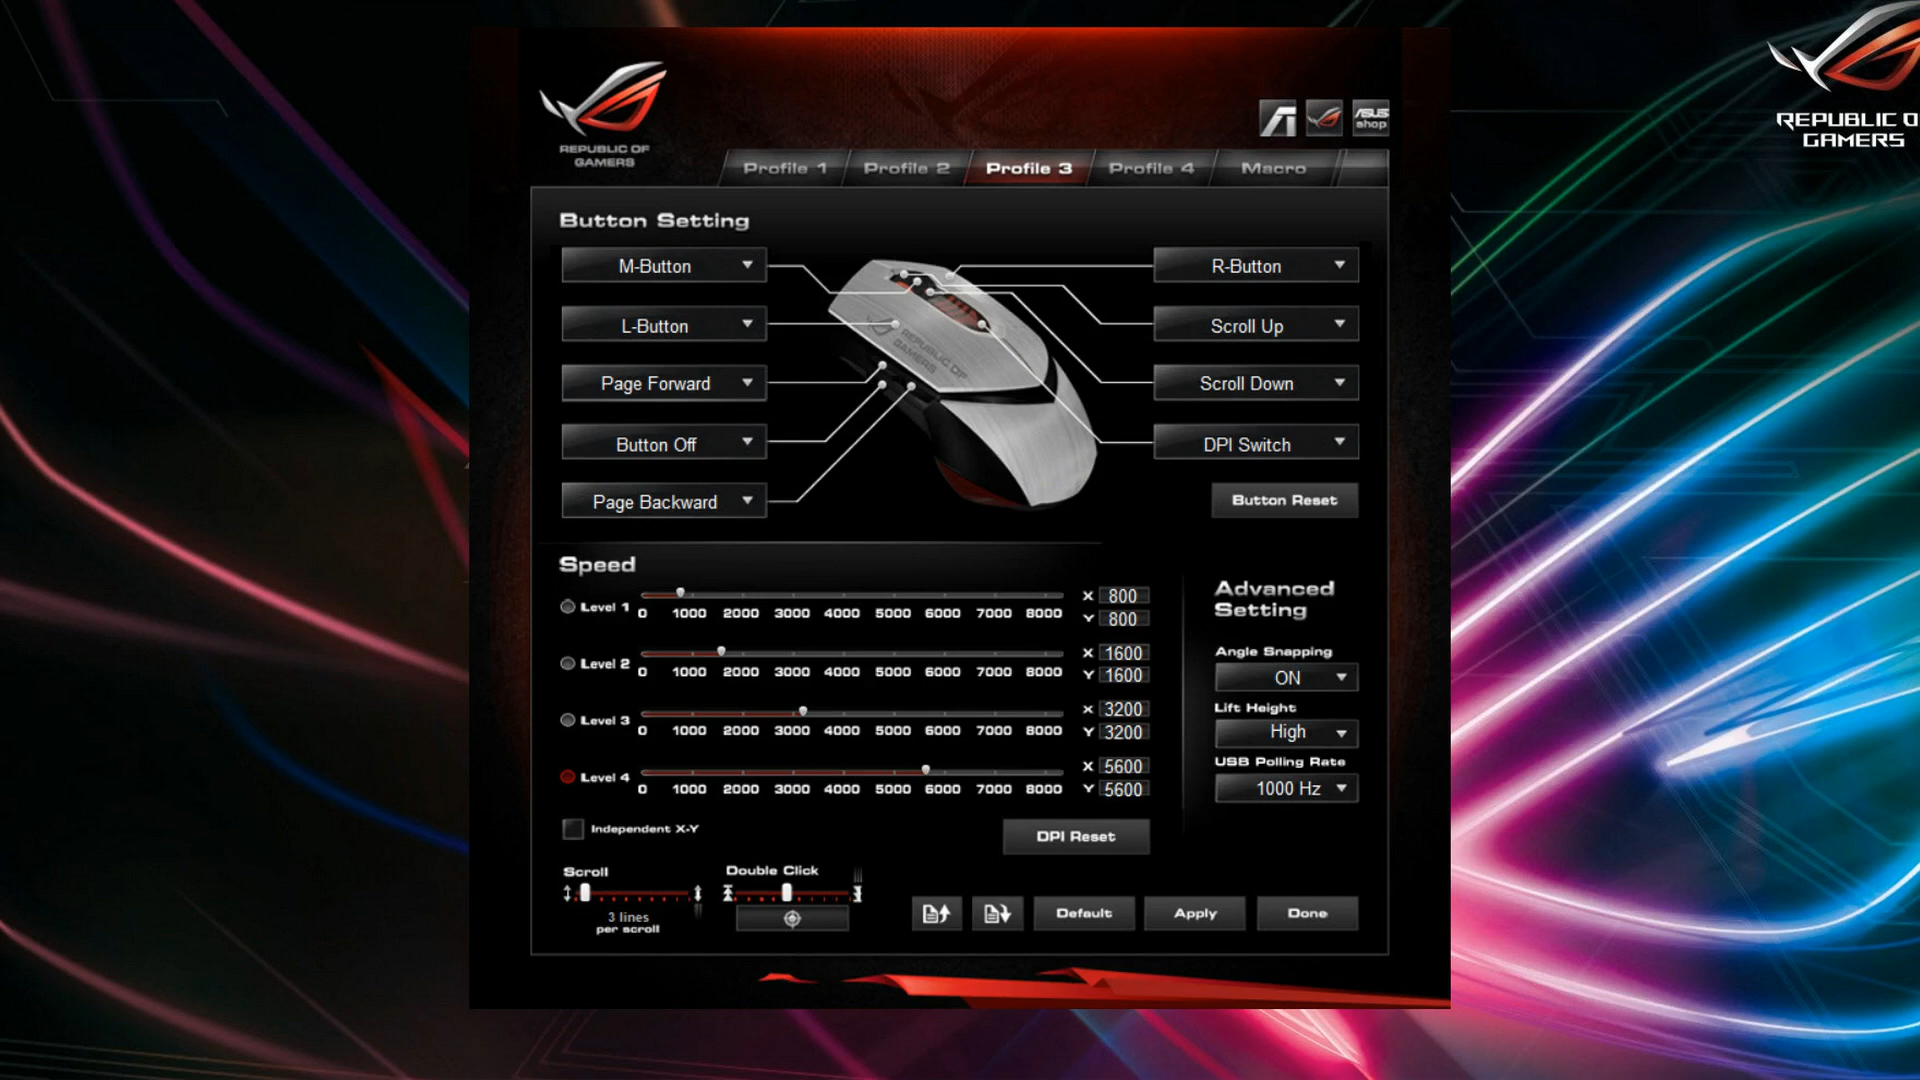 REPUBLIC OF
GAMERS
ASUS
shop
REPUBLIC O
GAMERS
Profile 1
Profile 2
Profile 3
Profile 4
Macro
Button Setting
M-Button
R-Button
L-Button
Scroll Up
REPUBLIC OF
GAMERS
Page Forward
Scroll Down
Button Off
DPI Switch
Page Backward
Button Reset
Speed
Level 1
0 1000 2000 3000 4000 5000 6000 7000 8000
X 800
Y 800
Level 2
0 1000 2000 3000 4000 5000 6000 7000 8000
X 1600
Y 1600
Level 3
0 1000 2000 3000 4000 5000 6000 7000 8000
X 3200
Y 3200
Level 4
0 1000 2000 3000 4000 5000 6000 7000 8000
X 5600
Y 5600
Advanced
Setting
Angle Snapping
ON
Lift Height
High
USB Polling Rate
1000 Hz
Independent X-Y
DPI Reset
Scroll
3 lines
per scroll
Double Click
Default
Apply
Done